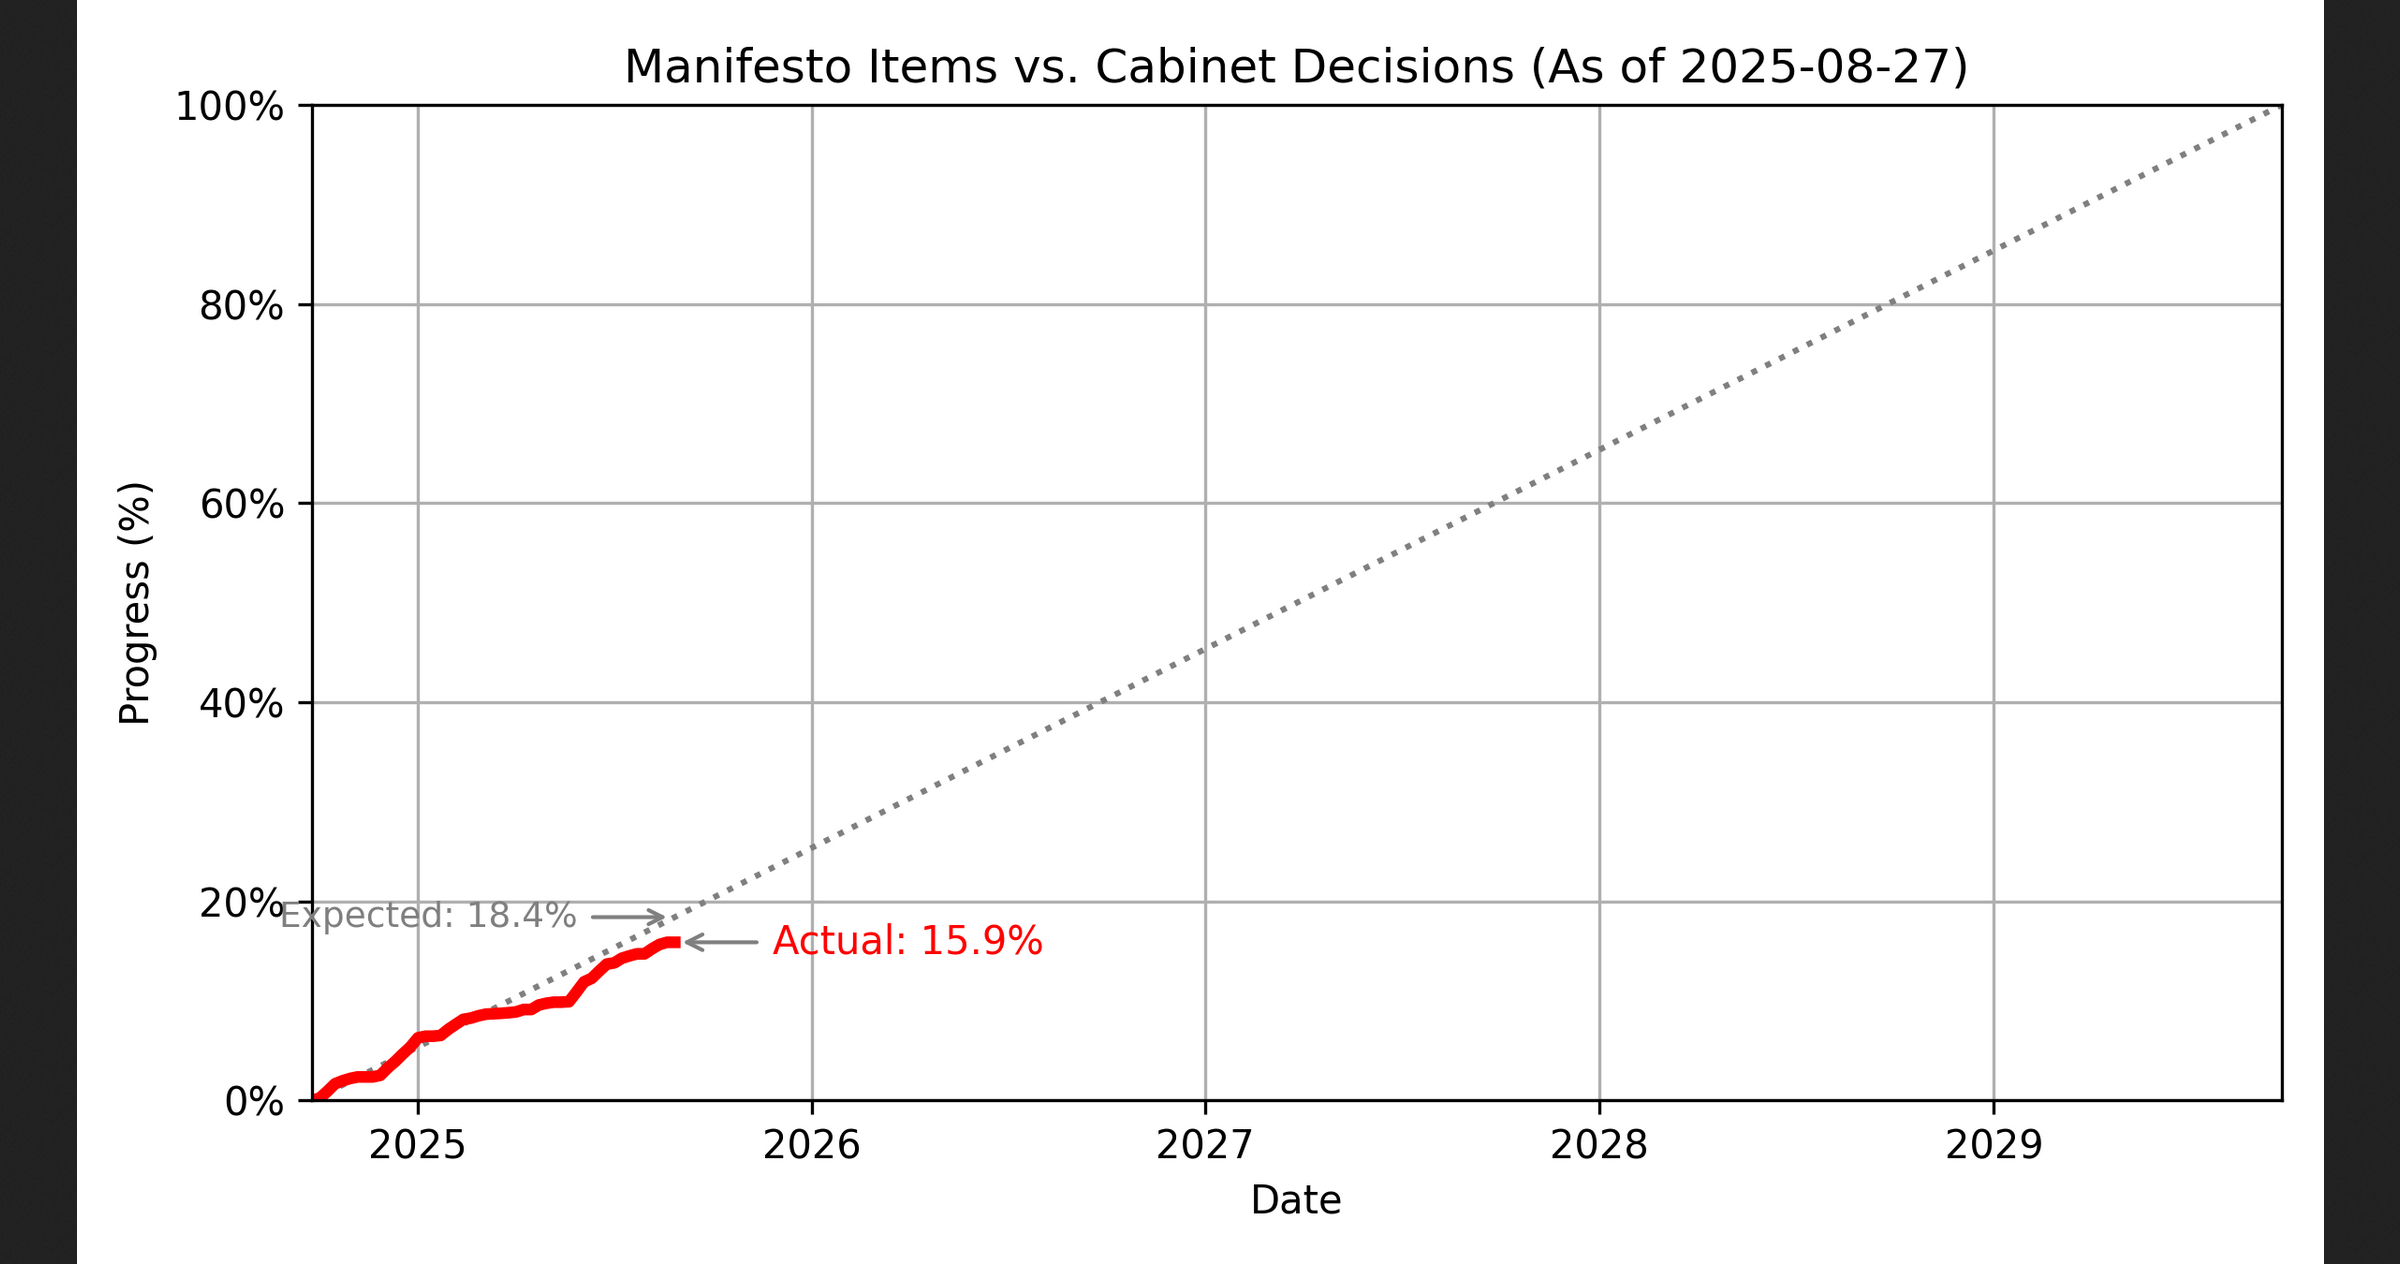 Manifesto Items vs. Cabinet Decisions (As of 2025-08-27)
100%
80%
60%
40%
20%
0%
Progress (%)
Expected: 18.4%
Actual: 15.9%
2025
2026
2027
2028
2029
Date